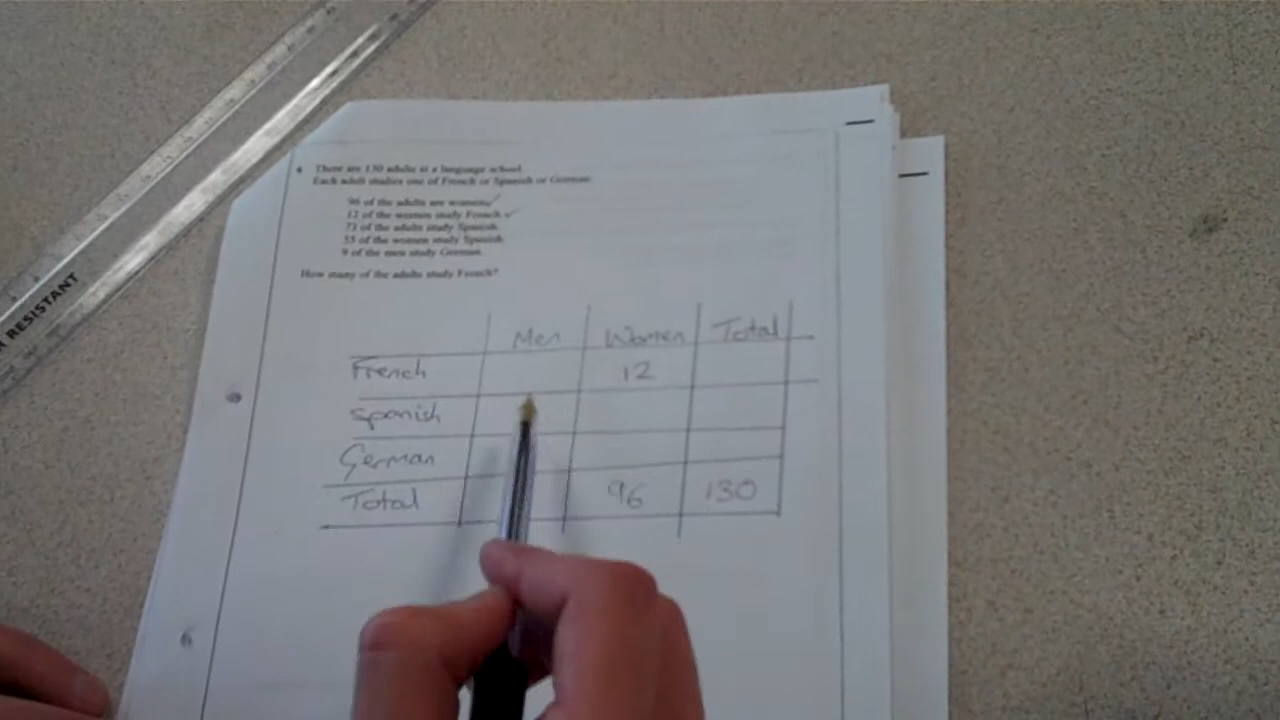 RESISTANT
4 There are 130 adults at a language school.
Each adult studies one of French or Spanish or German.
96 of the adults are women.
12 of the women study French.
73 of the adults study Spanish.
55 of the women study Spanish.
9 of the men study German.
How many of the adults study French?
Men Women Total
French 12
Spanish
German
Total 96 130